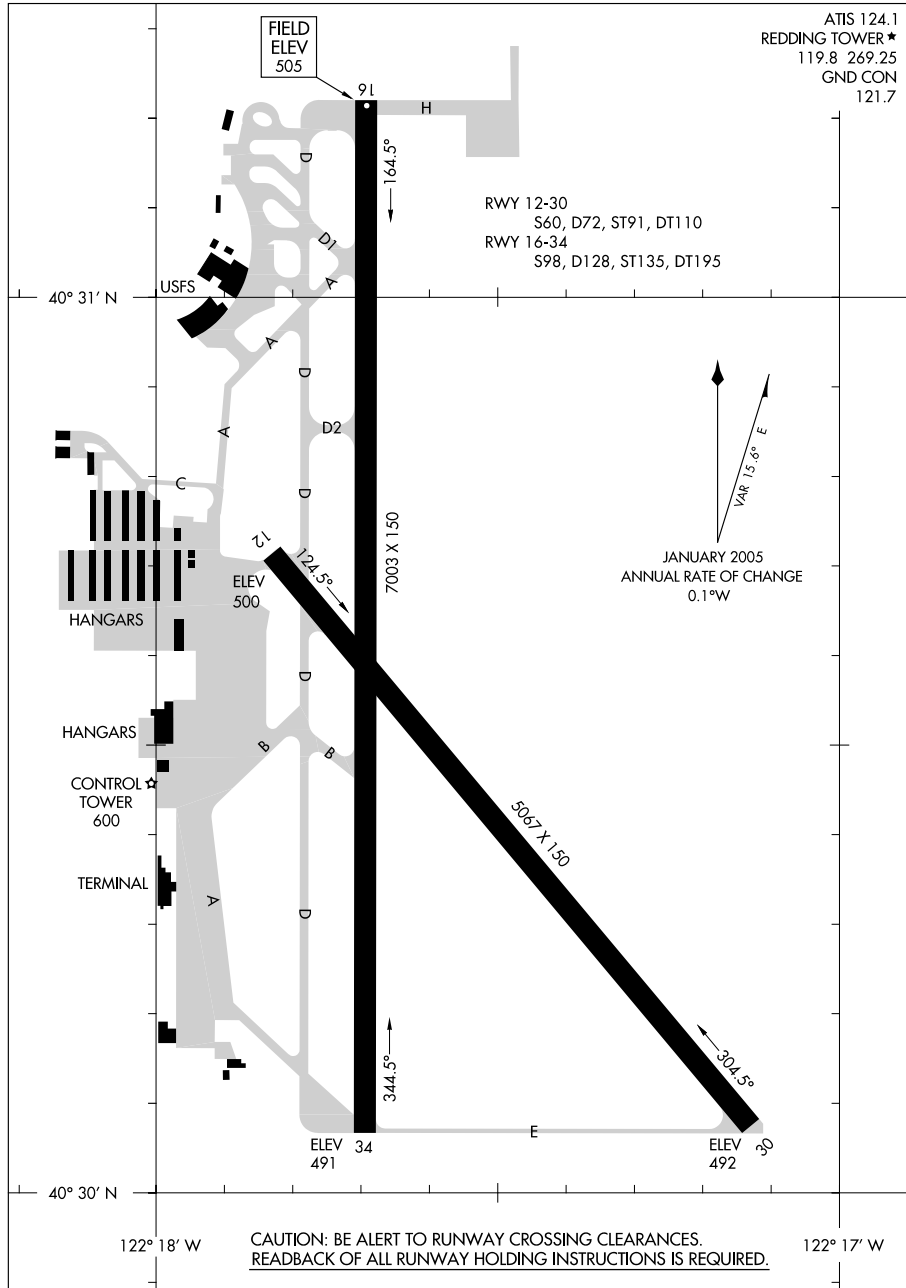 ATIS 124.1
REDDING TOWER★
119.8 269.25
GND CON
121.7
FIELD
ELEV
505
16
H
D
164.5°
RWY 12-30
S60, D72, ST91, DT110
RWY 16-34
S98, D128, ST135, DT195
D1
A
USFS
40° 31' N
A
D
D2
A
VAR 15.6° E
C
D
JANUARY 2005
ANNUAL RATE OF CHANGE
0.1°W
7003 X 150
12
124.5°
ELEV
500
HANGARS
D
HANGARS
B
B
CONTROL☆
TOWER
600
5067 X 150
TERMINAL
A
D
344.5°
304.5°
E
ELEV
491
34
ELEV
492
30
40° 30' N
122° 18' W
CAUTION: BE ALERT TO RUNWAY CROSSING CLEARANCES.
READBACK OF ALL RUNWAY HOLDING INSTRUCTIONS IS REQUIRED.
122° 17' W